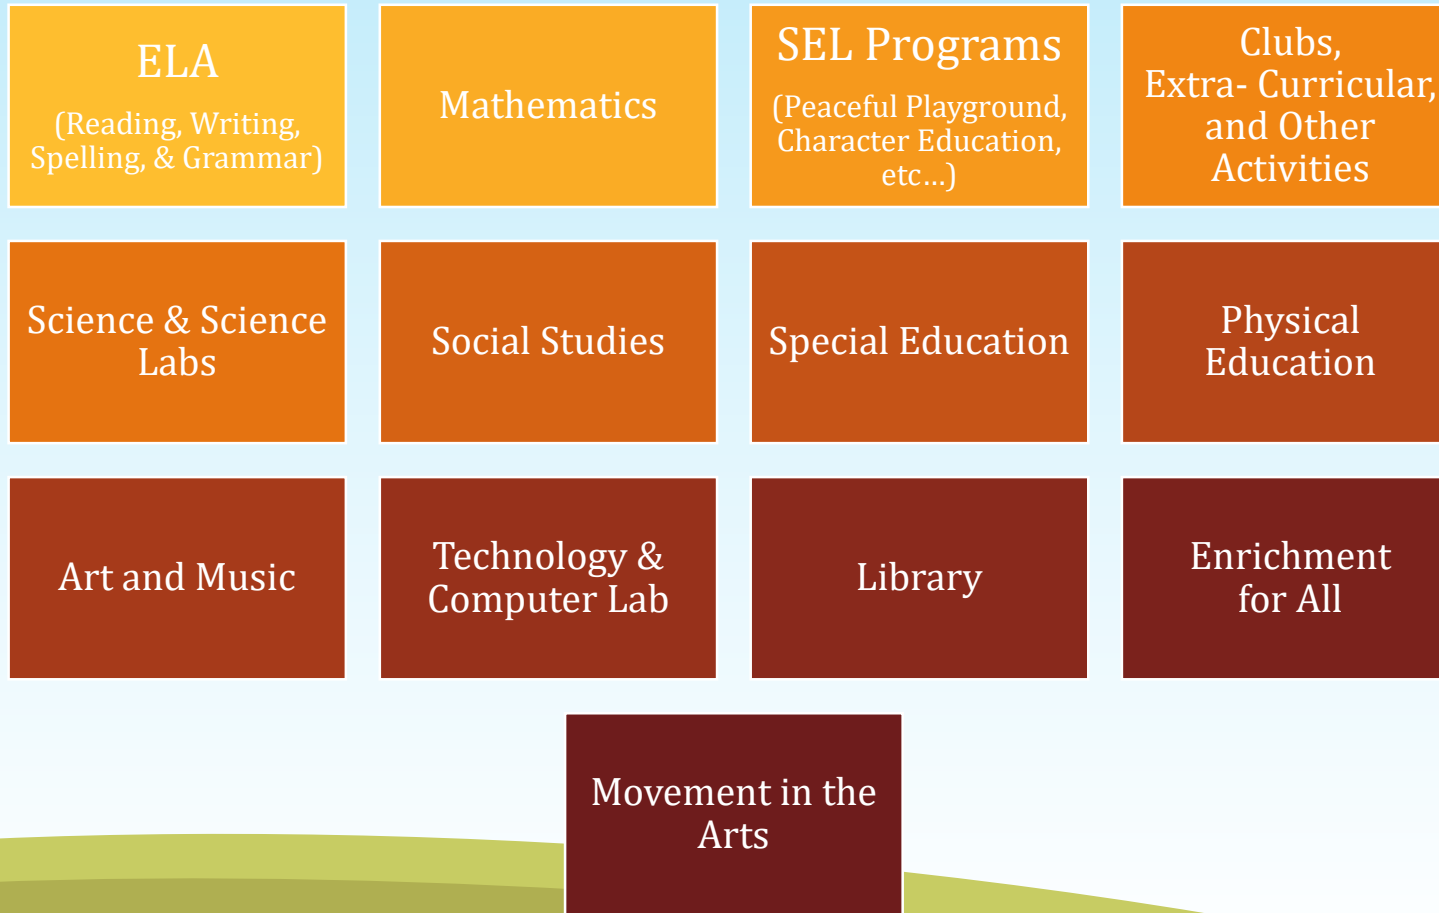 ELA
(Reading, Writing,
Spelling, & Grammar)
Mathematics
SEL Programs
(Peaceful Playground,
Character Education,
etc...)
Clubs,
Extra- Curricular,
and Other
Activities
Science & Science
Labs
Social Studies
Special Education
Physical
Education
Art and Music
Technology &
Computer Lab
Library
Enrichment
for All
Movement in the
Arts